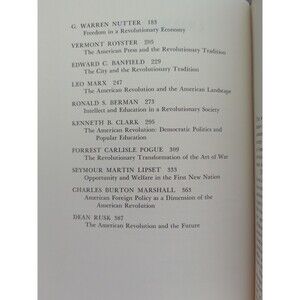 G. WARREN NUTTER 183
Freedom in a Revolutionary Economy
VERMONT ROYSTER 205
The American Press and the Revolutionary Tradition
EDWARD C. BANFIELD 229
The City and the Revolutionary Tradition
LEO MARX 247
The American Revolution and the American Landscape
RONALD S. BERMAN 273
Intellect and Education in a Revolutionary Society
KENNETH B. CLARK 295
The American Revolution: Democratic Politics and
Popular Education
FORREST CARLISLE POGUE 309
The Revolutionary Transformation of the Art of War
SEYMOUR MARTIN LIPSET 333
Opportunity and Welfare in the First New Nation
CHARLES BURTON MARSHALL 363
American Foreign Policy as a Dimension of the
American Revolution
DEAN RUSK 387
The American Revolution and the Future